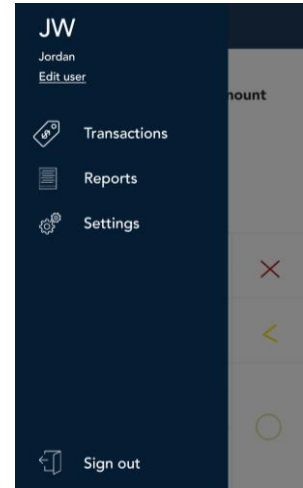 JW
Jordan
Edit user
nount
Transactions
Reports
Settings
Sign out